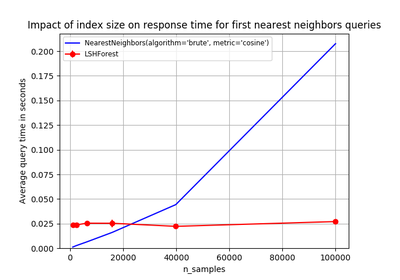 Impact of index size on response time for first nearest neighbors queries
NearestNeighbors(algorithm='brute', metric='cosine')
LSHForest
Average query time in seconds
0.200
0.175
0.150
0.125
0.100
0.075
0.050
0.025
0.000
0 20000 40000 60000 80000 100000
n_samples